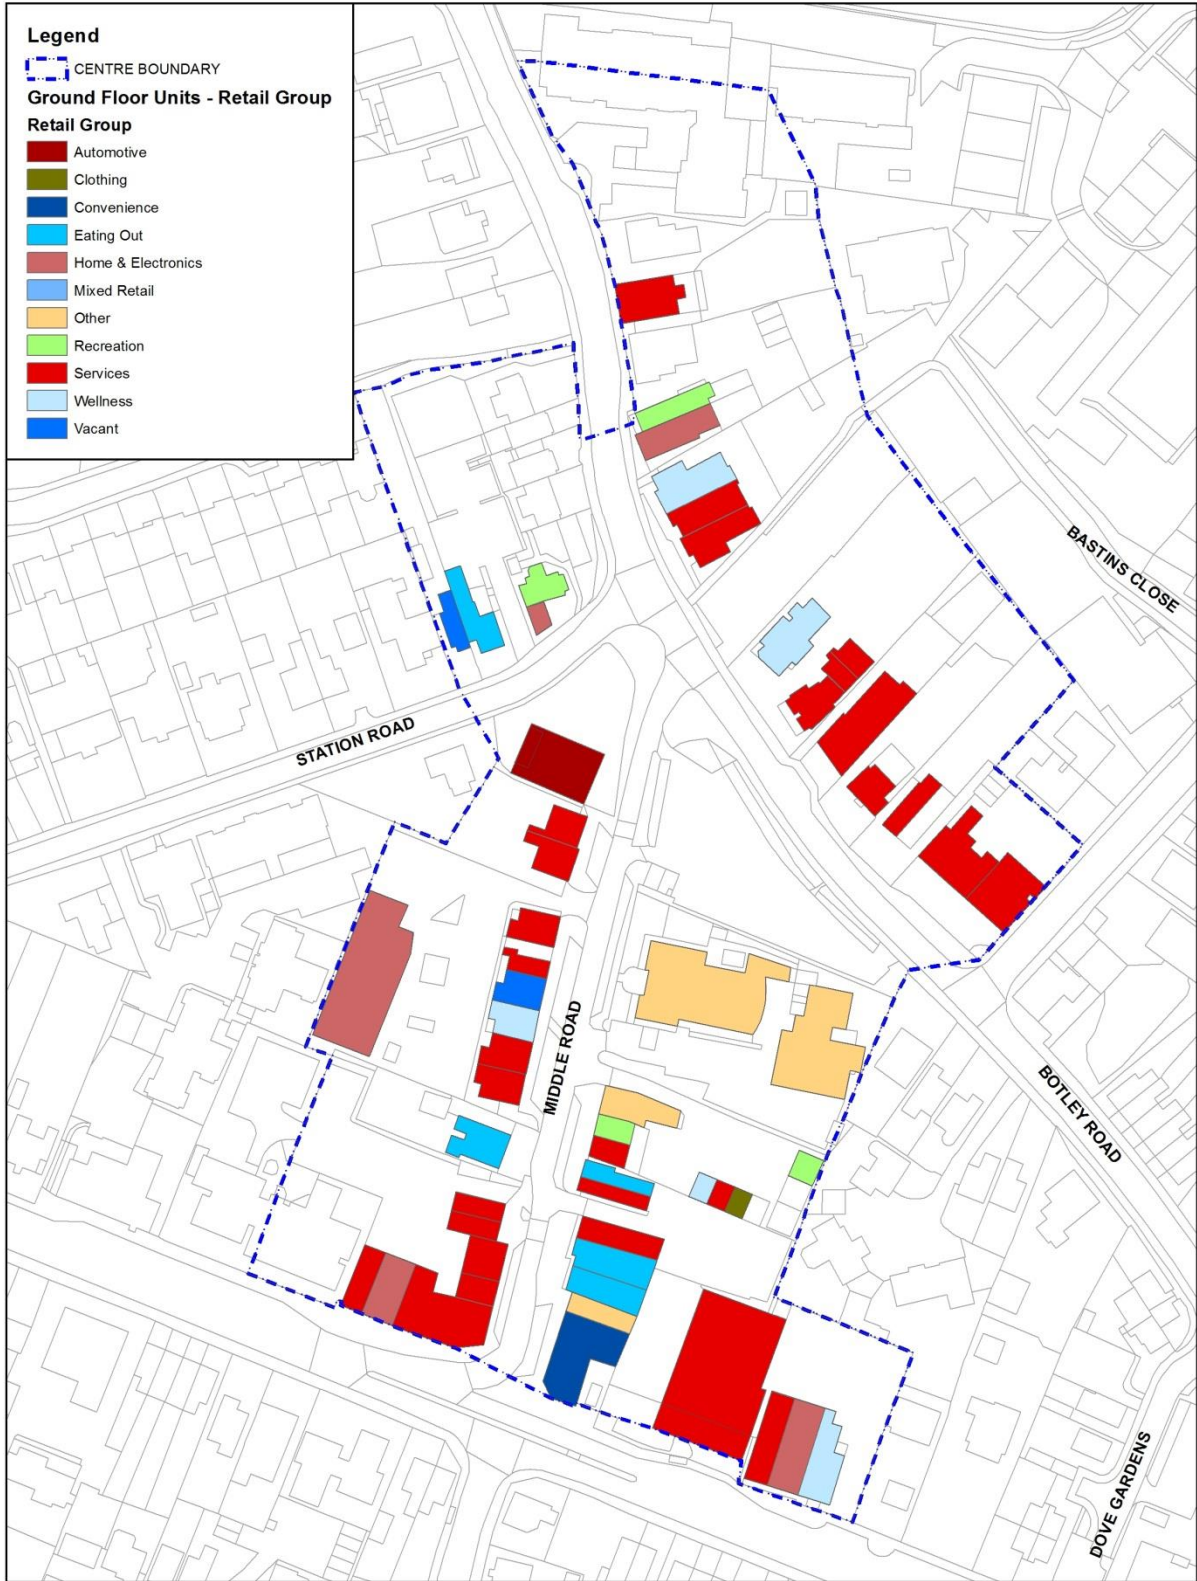 Legend
CENTRE BOUNDARY
Ground Floor Units - Retail Group
Retail Group
Automotive
Clothing
Convenience
Eating Out
Home & Electronics
Mixed Retail
Other
Recreation
Services
Wellness
Vacant
BASTINS CLOSE
STATION ROAD
MIDDLE ROAD
BOTLEY ROAD
DOVE GARDENS